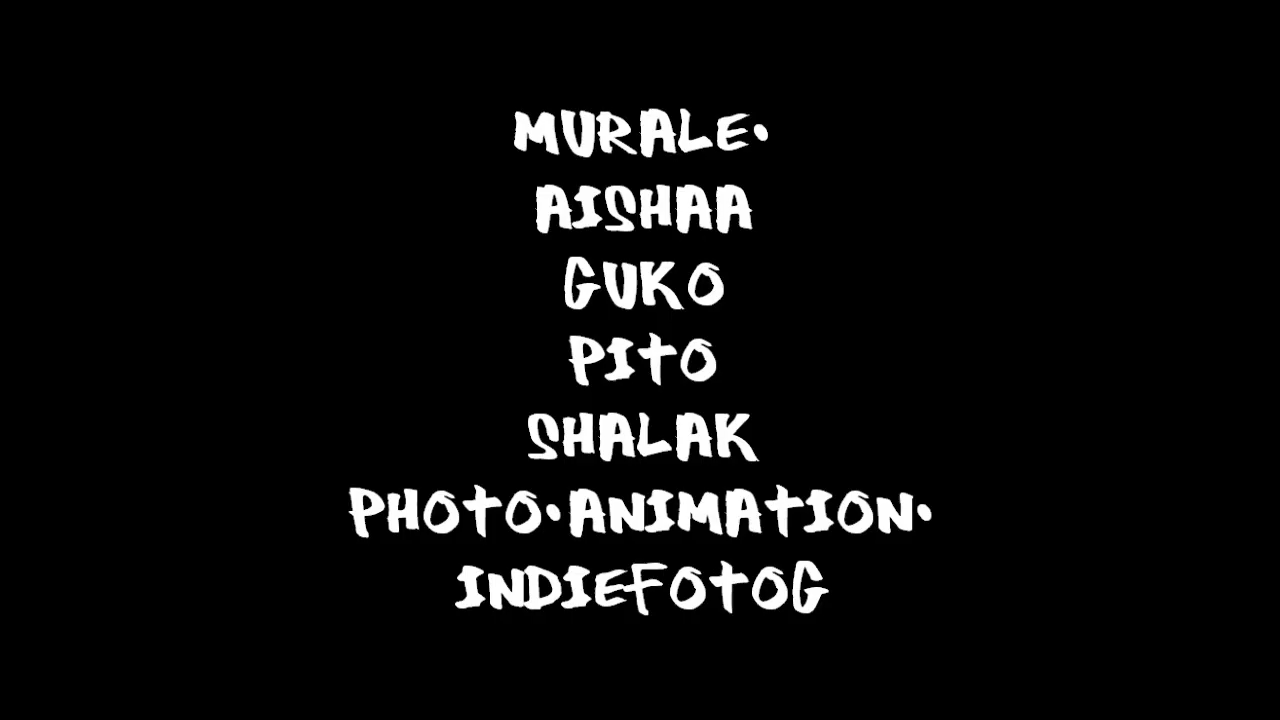 MURALE•
AISHAA
GUKO
PITO
SHALAK
PHOTO•ANIMATION•
INDIEFOTOG